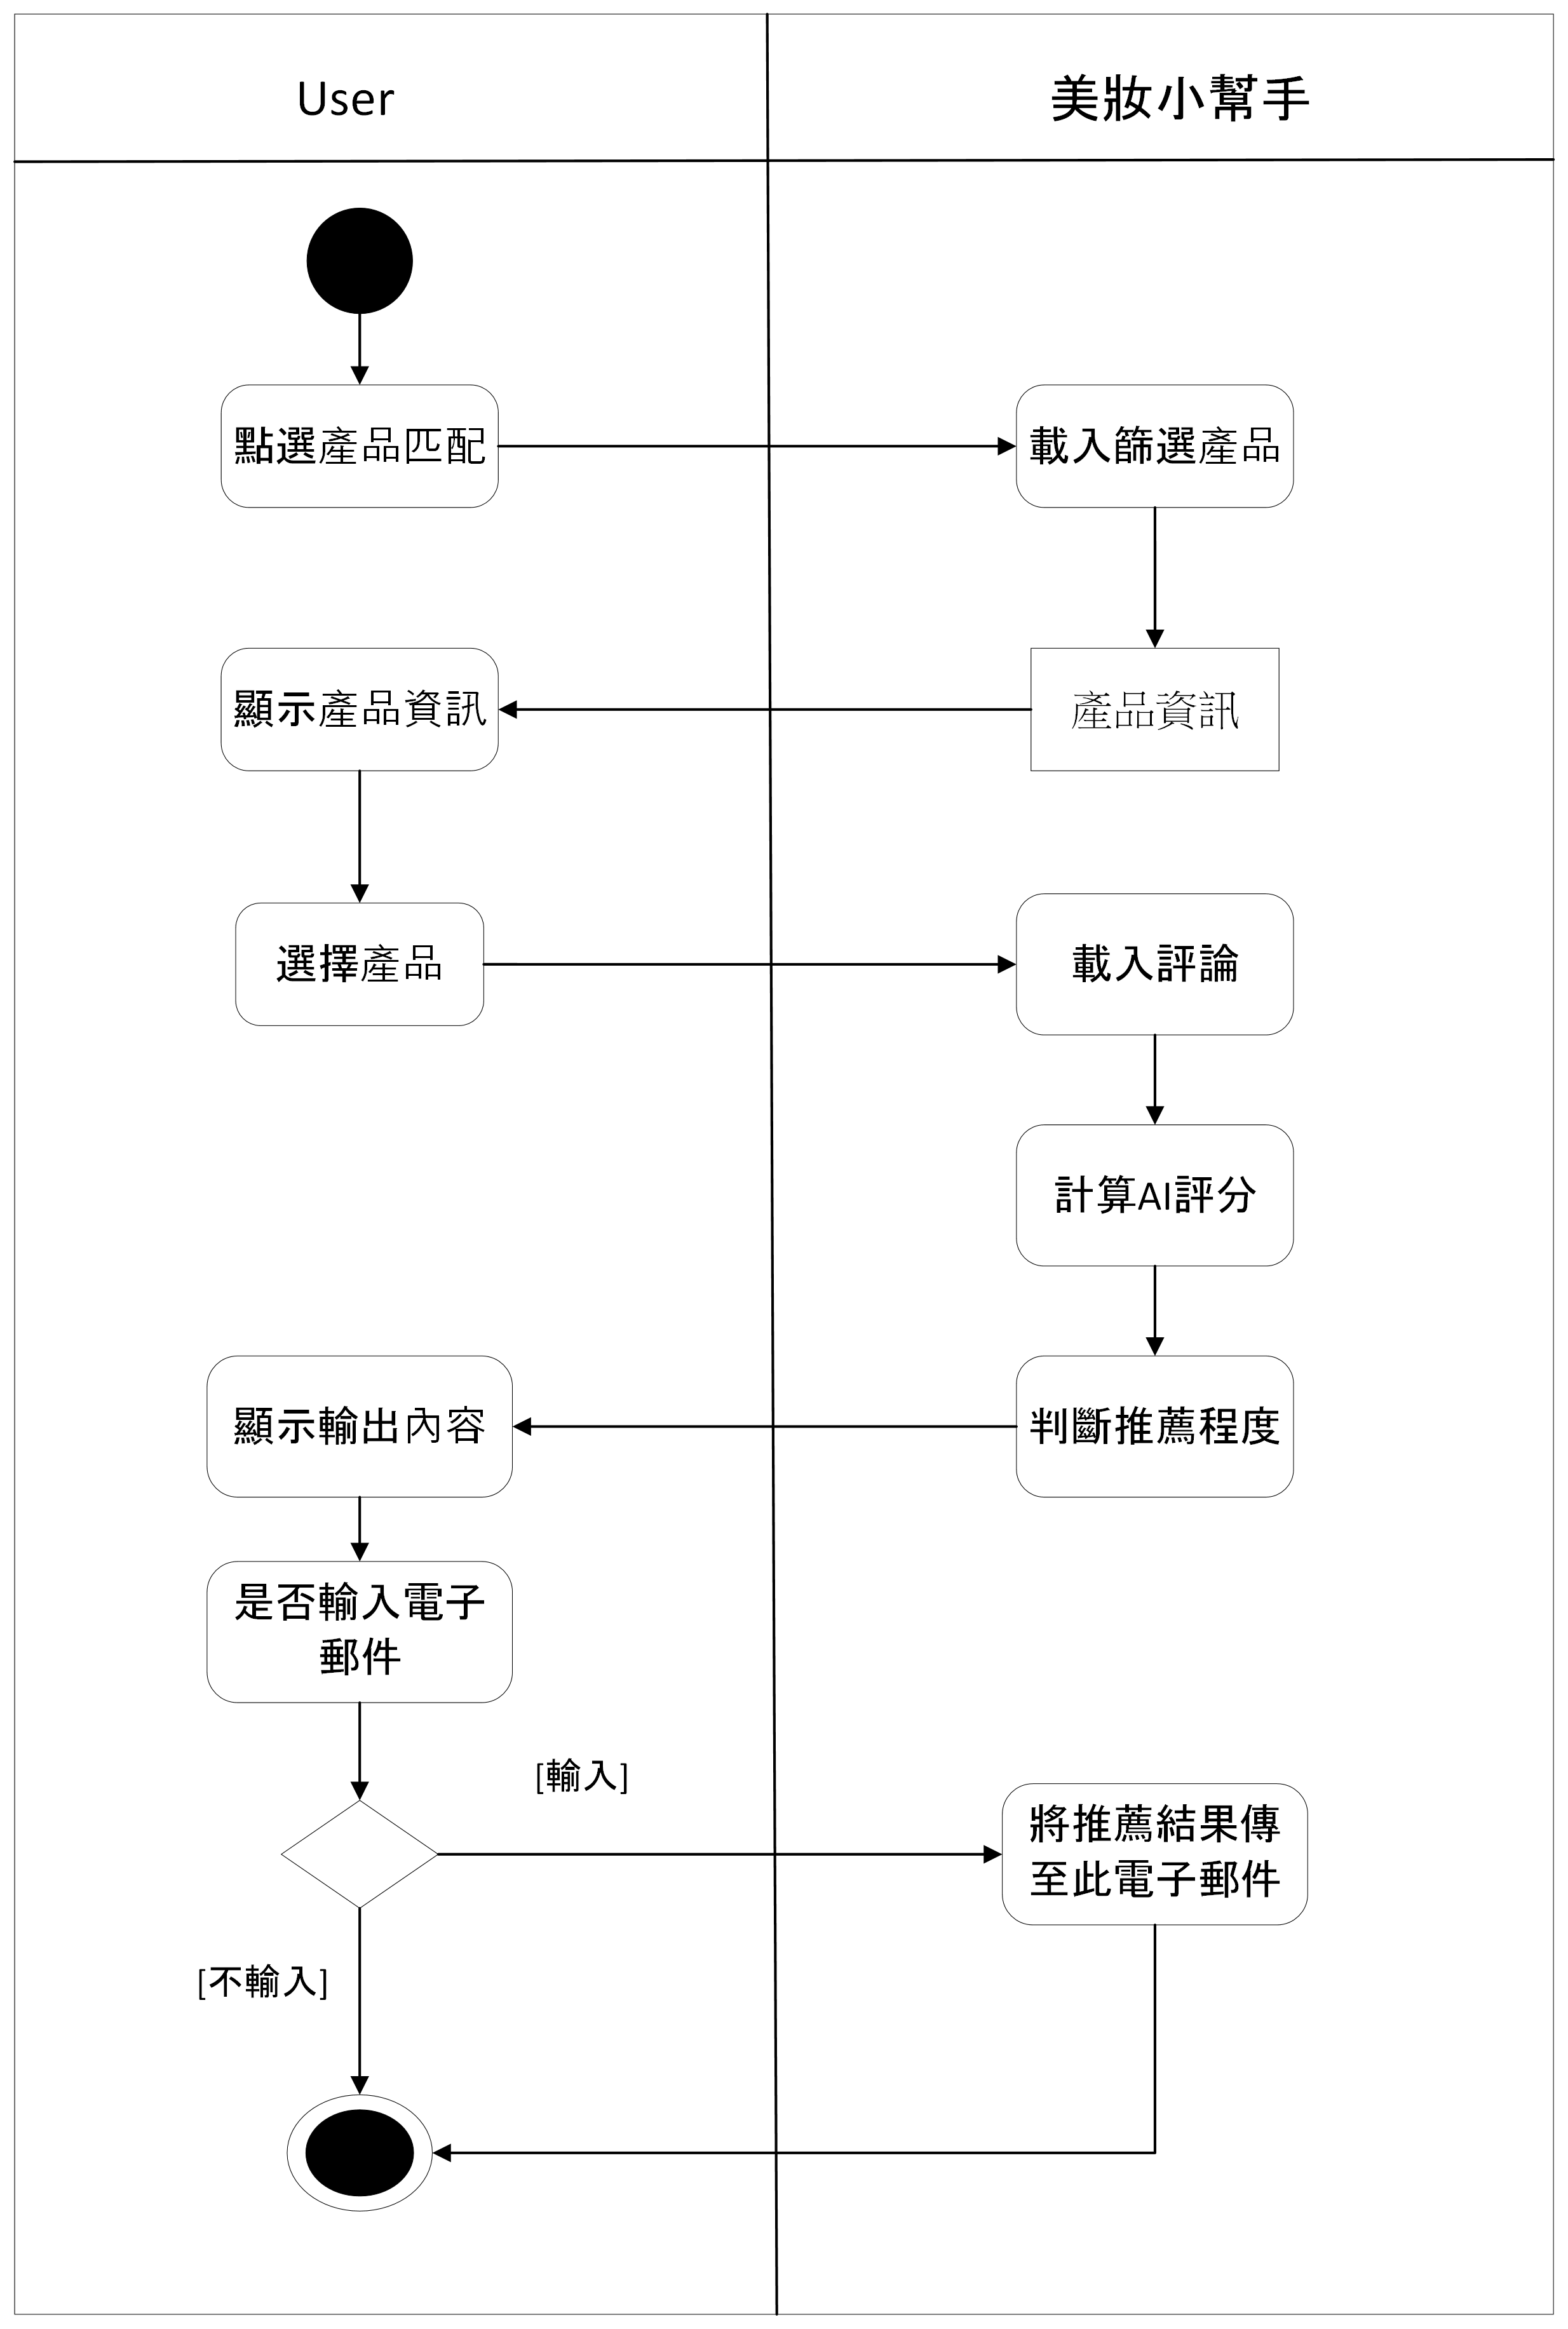 User
美妝小幫手
點選產品匹配
載入篩選產品
顯示產品資訊
產品資訊
選擇產品
載入評論
計算AI評分
顯示輸出內容
判斷推薦程度
是否輸入電子
郵件
[輸入]
將推薦結果傳
至此電子郵件
[不輸入]